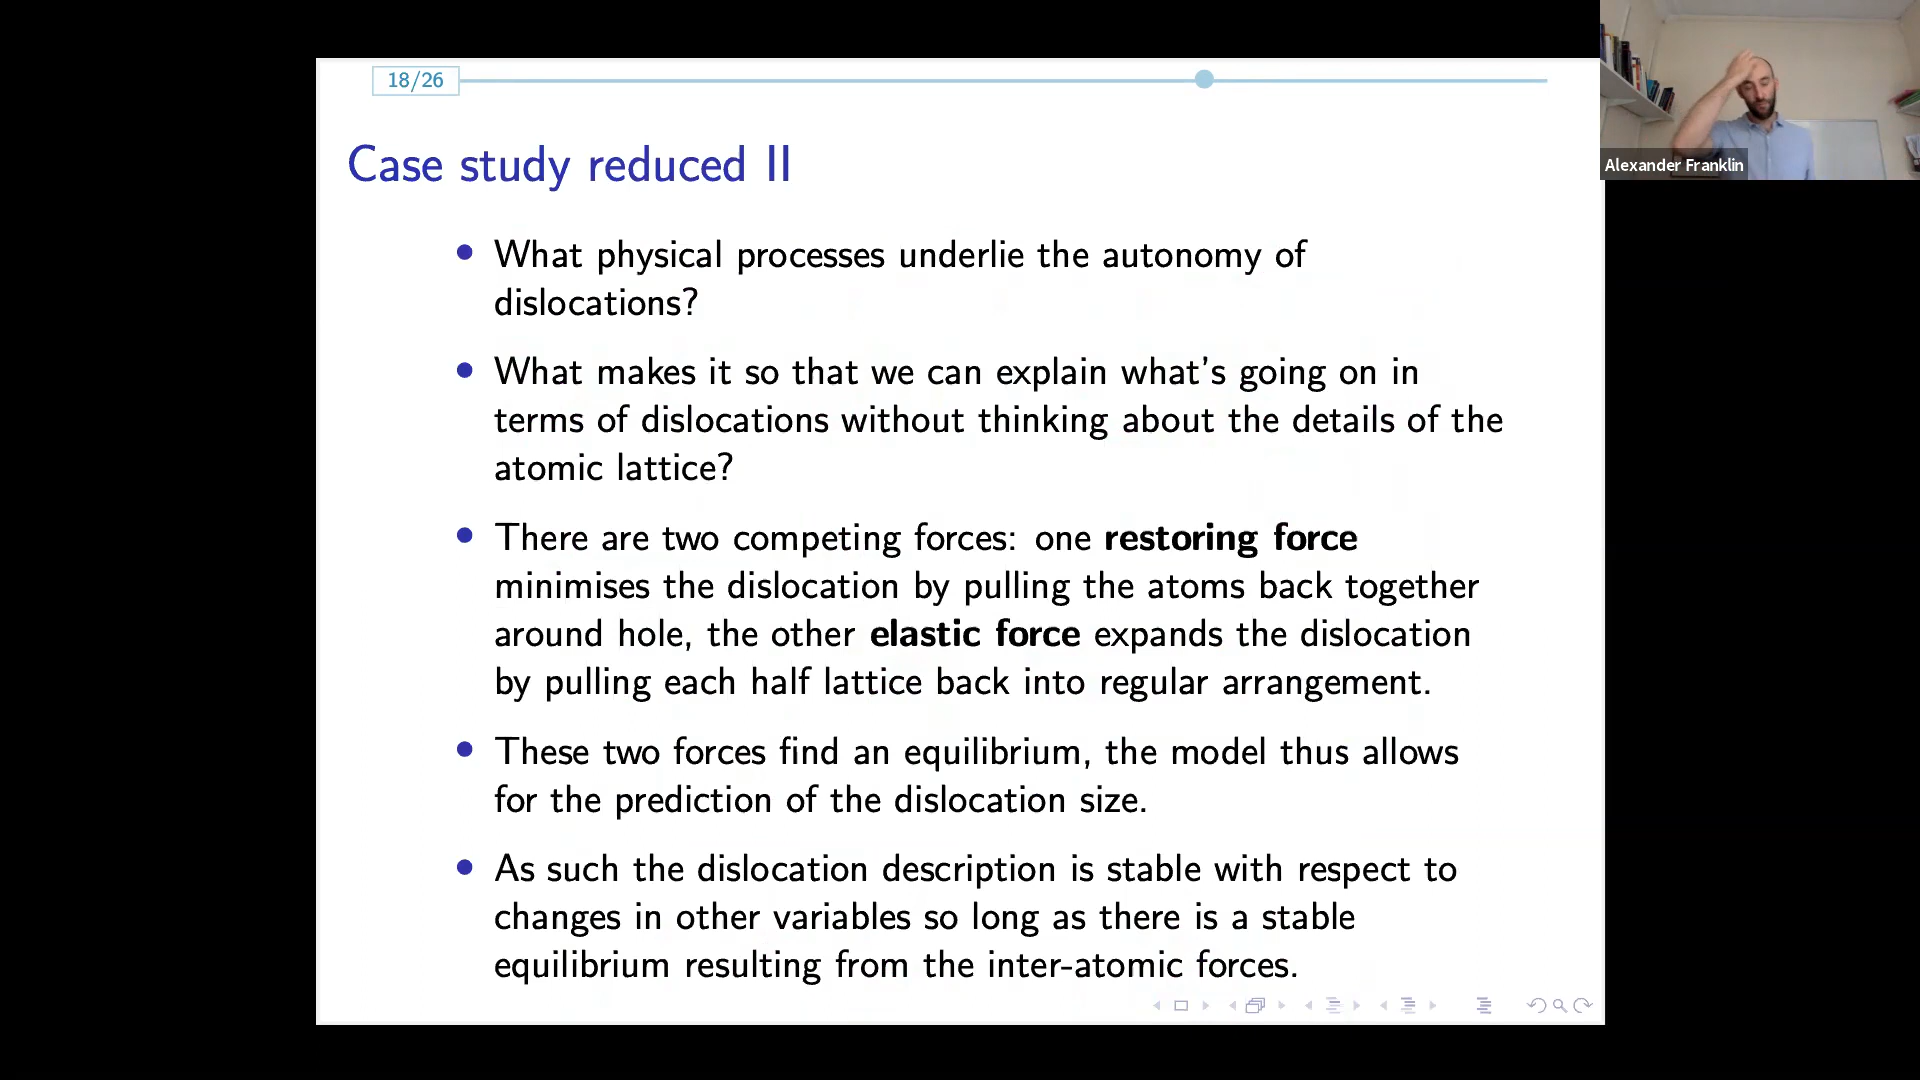 18/26
Case study reduced II
What physical processes underlie the autonomy of
dislocations?
What makes it so that we can explain what's going on in
terms of dislocations without thinking about the details of the
atomic lattice?
There are two competing forces: one restoring force
minimises the dislocation by pulling the atoms back together
around hole, the other elastic force expands the dislocation
by pulling each half lattice back into regular arrangement.
These two forces find an equilibrium, the model thus allows
for the prediction of the dislocation size.
As such the dislocation description is stable with respect to
changes in other variables so long as there is a stable
equilibrium resulting from the inter-atomic forces.
Alexander Franklin